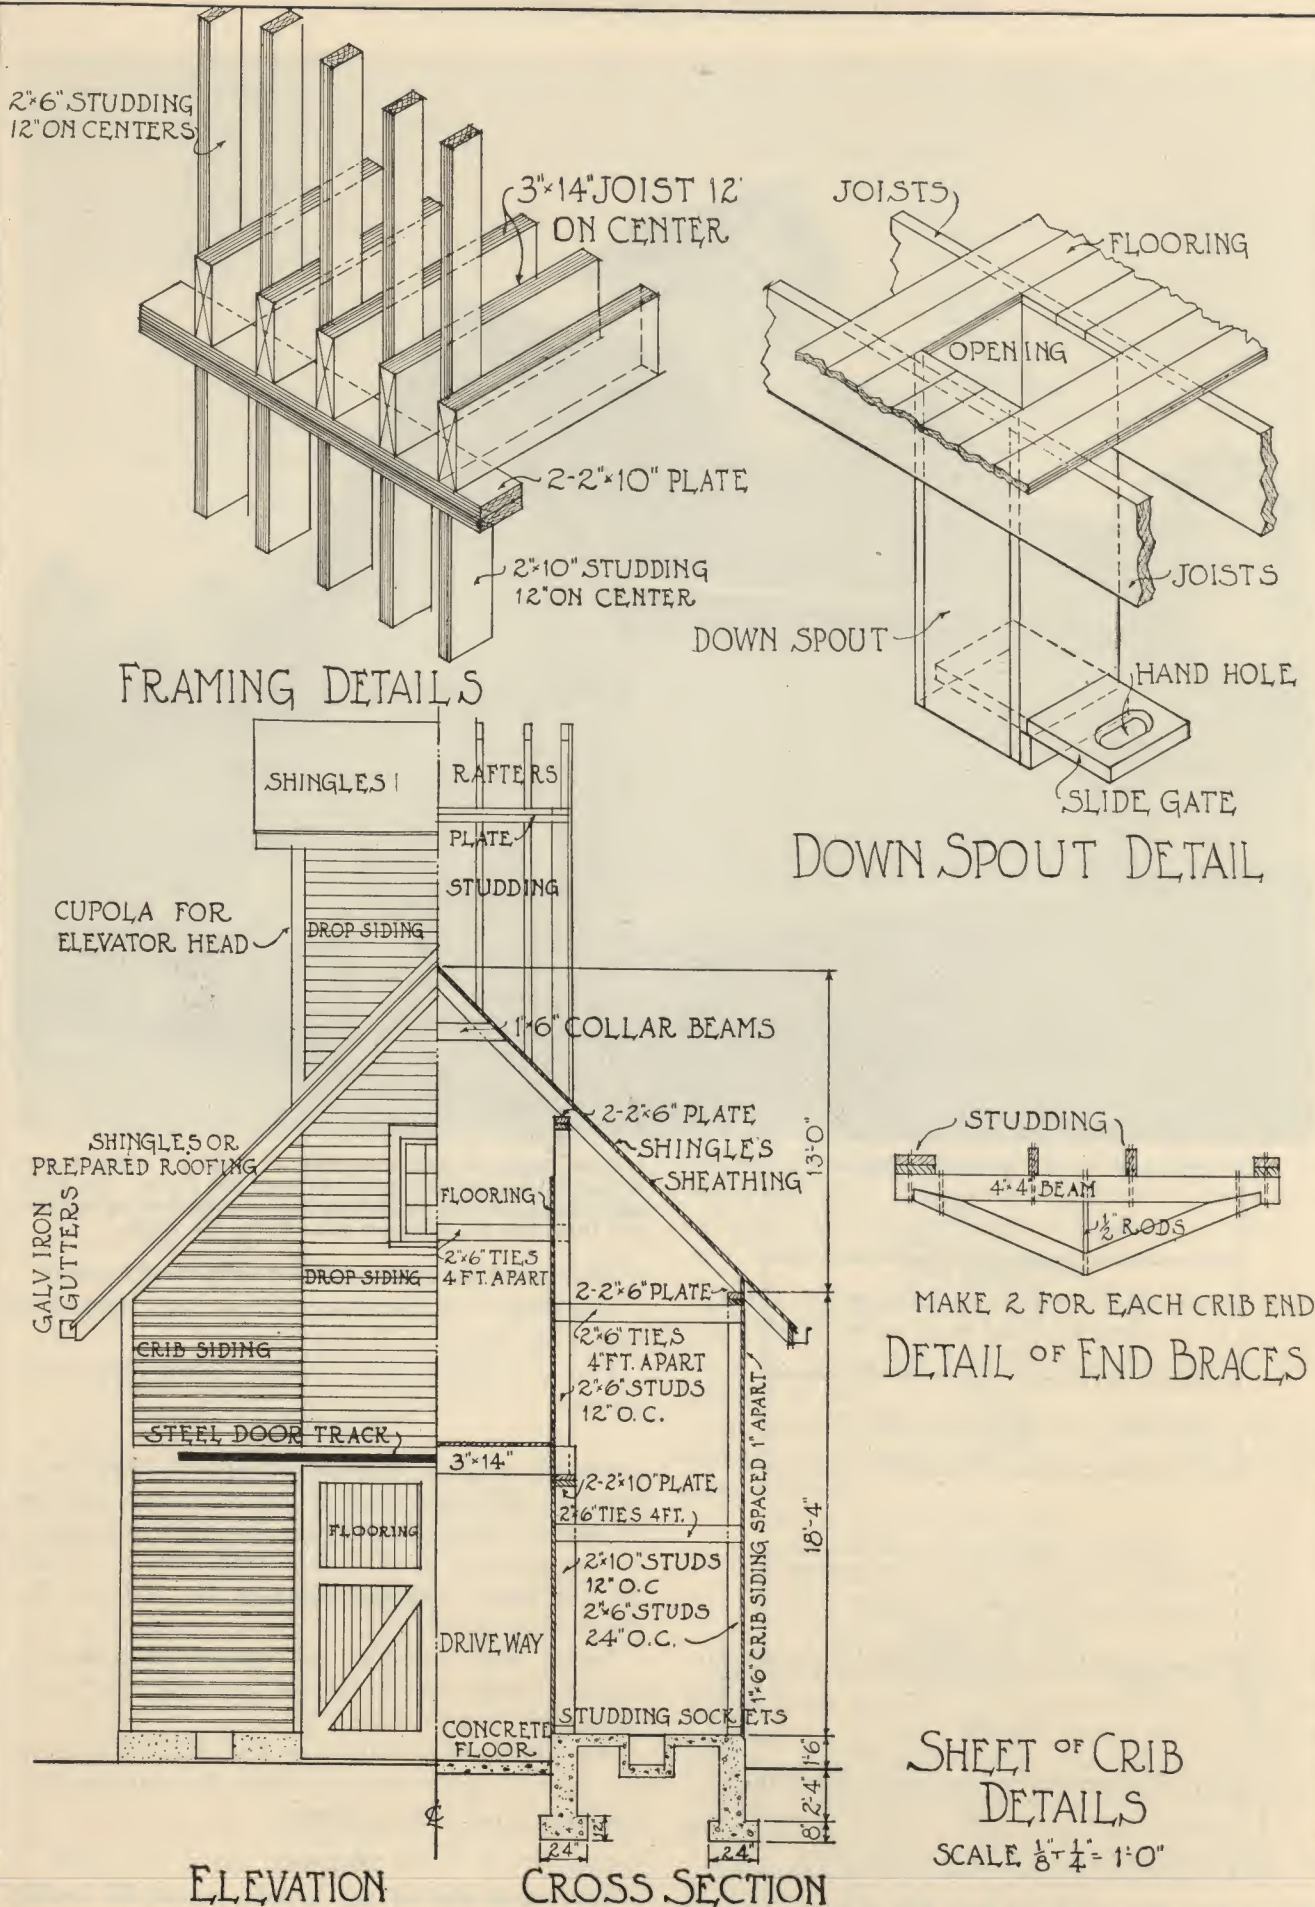 2"×6" STUDDING
12" ON CENTERS
3"×14" JOIST 12'
ON CENTER
2-2"×10" PLATE
2"×10" STUDDING
12" ON CENTER
FRAMING DETAILS
JOISTS
FLOORING
OPENING
JOISTS
DOWN SPOUT
HAND HOLE
SLIDE GATE
DOWN SPOUT DETAIL
SHINGLES
RAFTERS
PLATE
STUDDING
CUPOLA FOR
ELEVATOR HEAD
DROP SIDING
1"×6" COLLAR BEAMS
2-2"×6" PLATE
SHINGLE'S
SHEATHING
13'-0"
SHINGLES OR
PREPARED ROOFING
GALV IRON
GUTTERS
FLOORING
2"×6" TIES
4 FT. APART
DROP SIDING
2-2"×6" PLATE
2"×6" TIES
4" FT. APART
2"×6" STUDS
12" O.C.
CRIB SIDING
STEEL DOOR TRACK
3"×14"
2-2"×10" PLATE
2"×6" TIES 4 FT.
FLOORING
2"×10" STUDS
12" O.C
2"×6" STUDS
24" O.C.
1"×6" CRIB SIDING SPACED 1" APART
18'-4"
DRIVEWAY
STUDDING SOCKETS
CONCRETE
FLOOR
1'-6"
2'-4"
8"
12"
24"
24"
℄
ELEVATION
CROSS SECTION
STUDDING
4"×4" BEAM
½" RODS
MAKE 2 FOR EACH CRIB END
DETAIL OF END BRACES
SHEET OF CRIB
DETAILS
SCALE ⅛"+¼"= 1'-0"